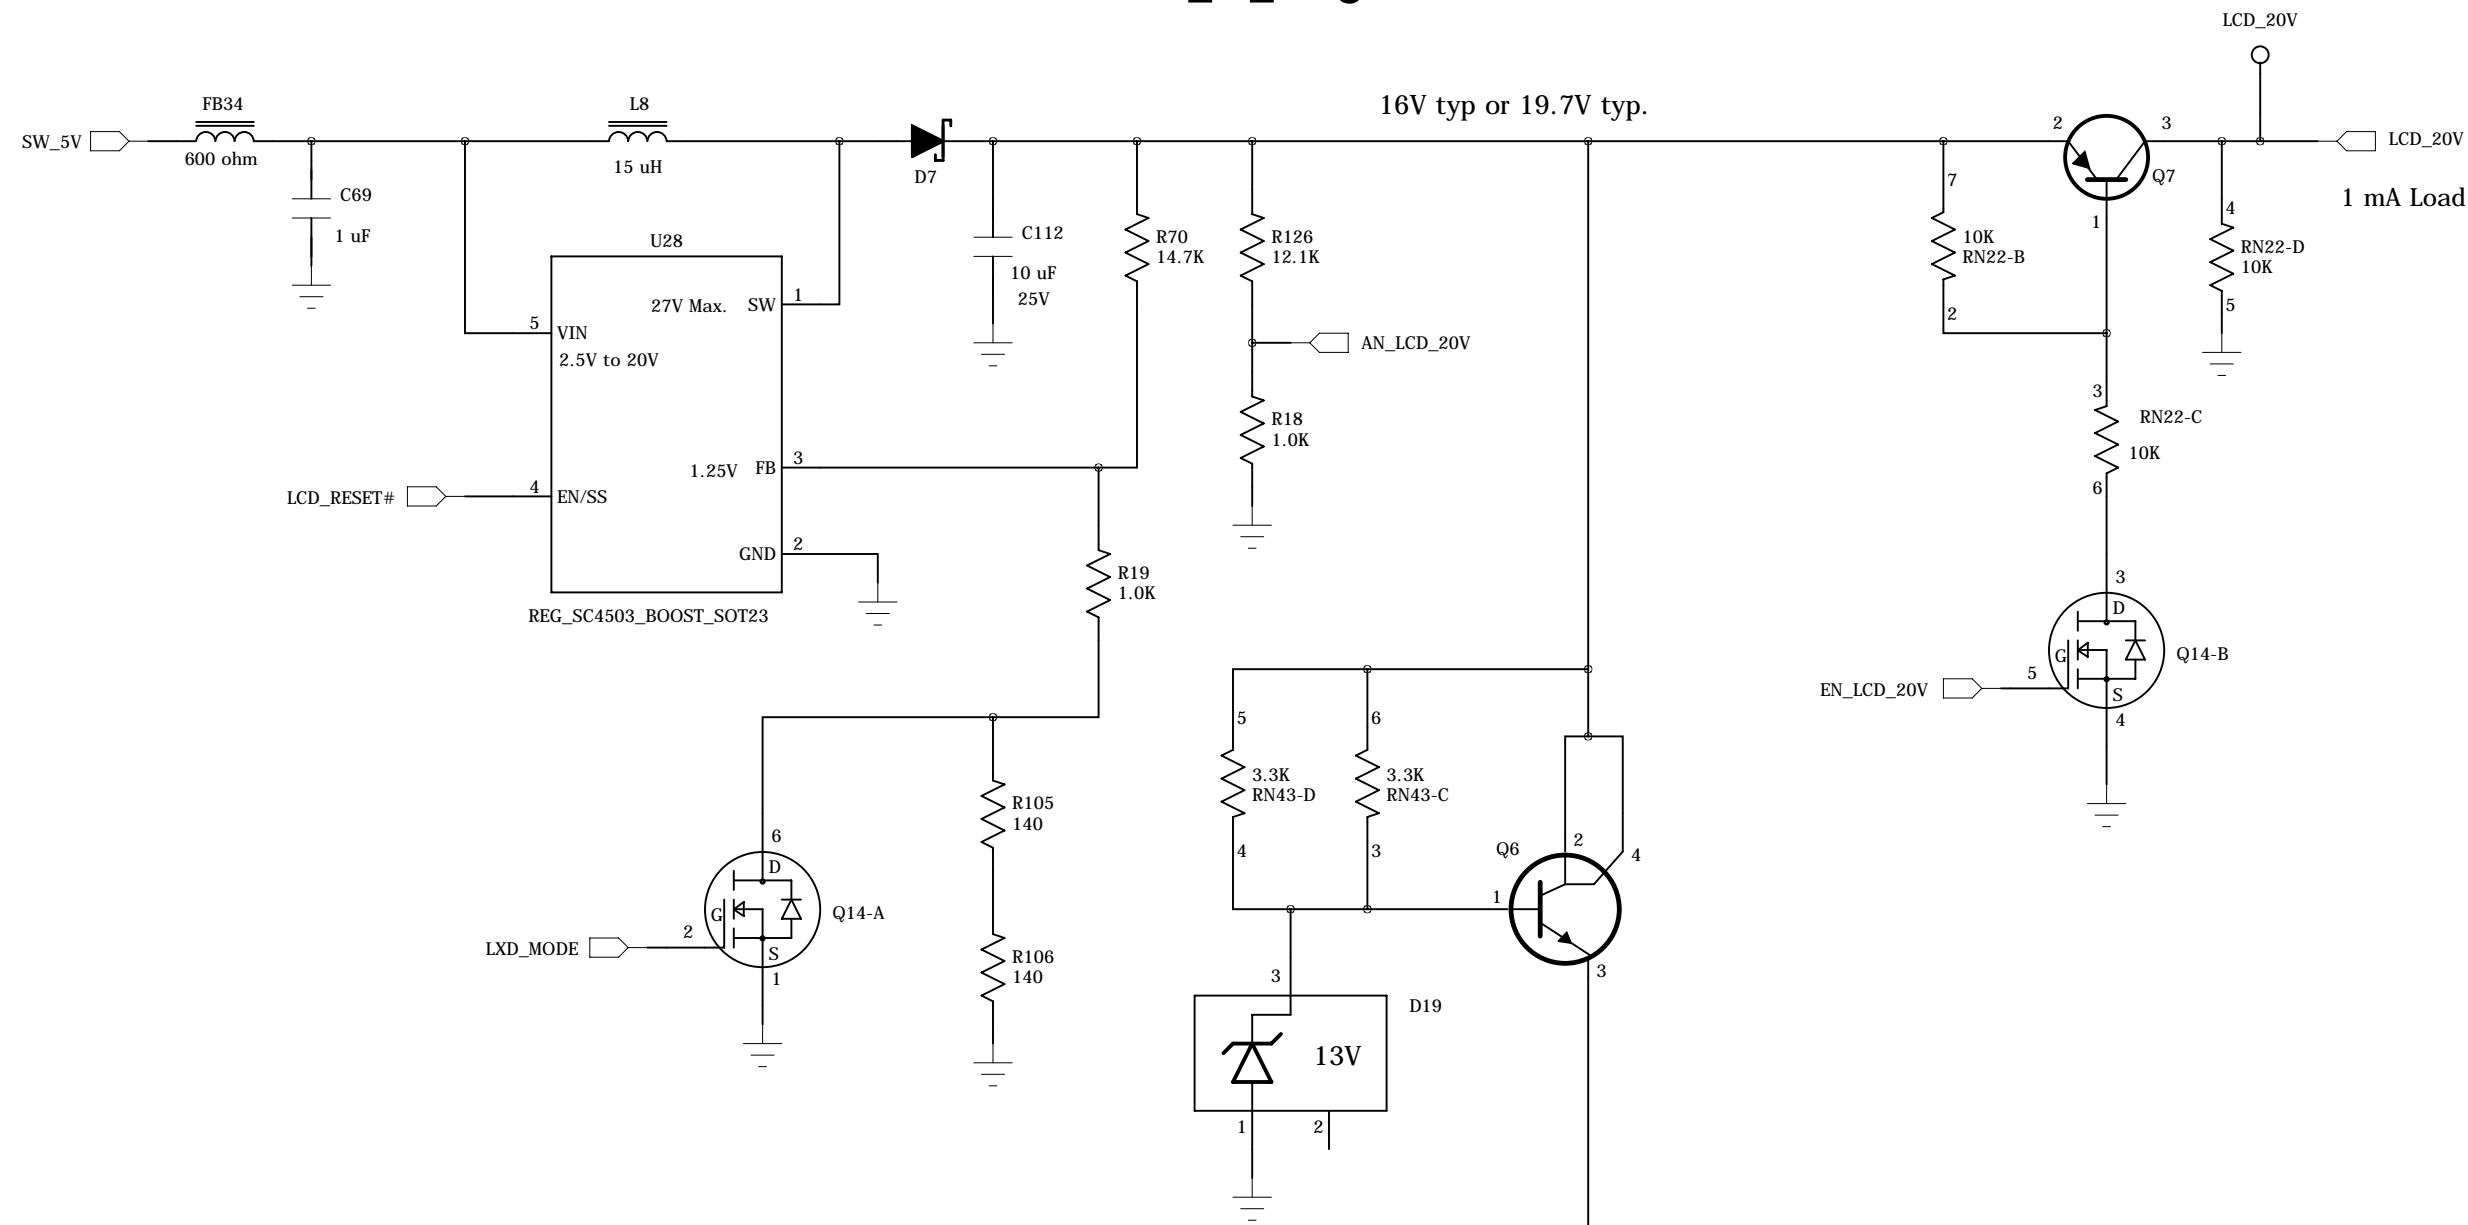 LCD_20V
16V typ or 19.7V typ.
FB34
L8
2
3
SW_5V
LCD_20V
600 ohm
15 uH
D7
Q7
7
C69
1 mA Load
4
1
1 uF
U28
C112
R70
14.7K
R126
12.1K
10K
RN22-B
RN22-D
10K
10 uF
25V
27V Max.
SW
1
5
2
5
VIN
AN_LCD_20V
2.5V to 20V
3
RN22-C
R18
1.0K
10K
3
1.25V
FB
4
6
LCD_RESET#
EN/SS
2
GND
3
R19
1.0K
D
REG_SC4503_BOOST_SOT23
G
Q14-B
5
EN_LCD_20V
S
4
5
6
3.3K
RN43-D
3.3K
RN43-C
R105
140
6
2
Q6
4
3
4
D
1
G
Q14-A
2
LXD_MODE
S
R106
140
1
3
3
D19
13V
1
2